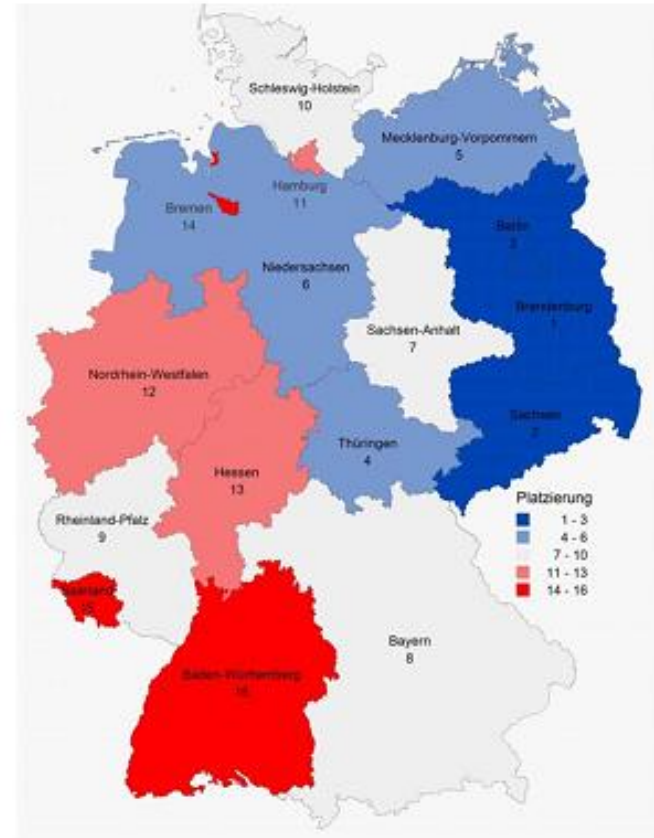 Schleswig-Holstein
10
Mecklenburg-Vorpommern
5
Hamburg
11
Bremen
14
Berlin
Niedersachsen
6
Brandenburg
1
Sachsen-Anhalt
7
Nordrhein-Westfalen
12
Sachsen
2
Thüringen
4
Hessen
13
Platzierung
1 - 3
4 - 6
7 - 10
11 - 13
14 - 16
Rheinland-Pfalz
9
Saarland
15
Bayern
8
Baden-Württemberg
16